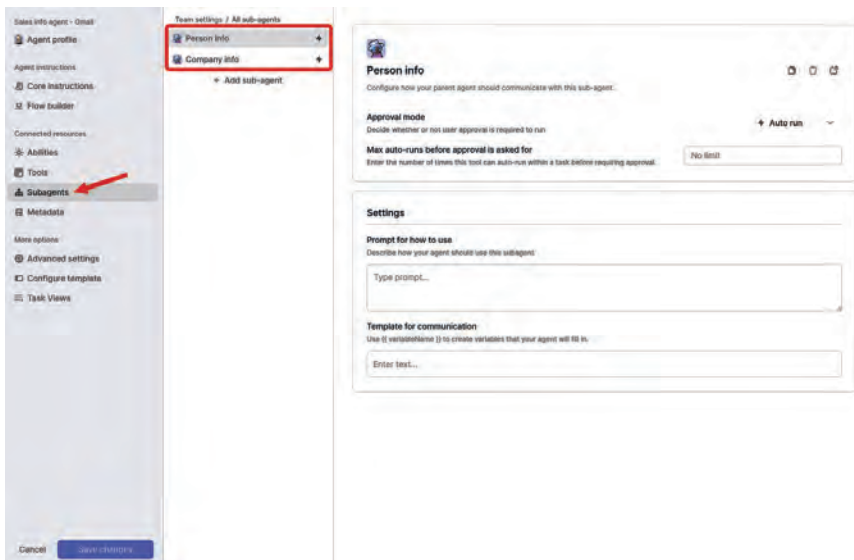 Sales info agent - Gmail
Agent profile
Agent instructions
Core instructions
Flow builder
Connected resources
Abilities
Tools
Subagents
Metadata
More options
Advanced settings
Configure template
Task Views
Cancel
Save changes
Team settings / All sub-agents
Person info
Company info
+ Add sub-agent
Person info
Configure how your parent agent should communicate with this sub-agent.
Approval mode
Decide whether or not user approval is required to run
Auto run
Max auto-runs before approval is asked for
Enter the number of times this tool can auto-run within a task before requiring approval.
No limit
Settings
Prompt for how to use
Describe how your agent should use this subagent
Type prompt...
Template for communication
Use {{ variableName }} to create variables that your agent will fill in.
Enter text...